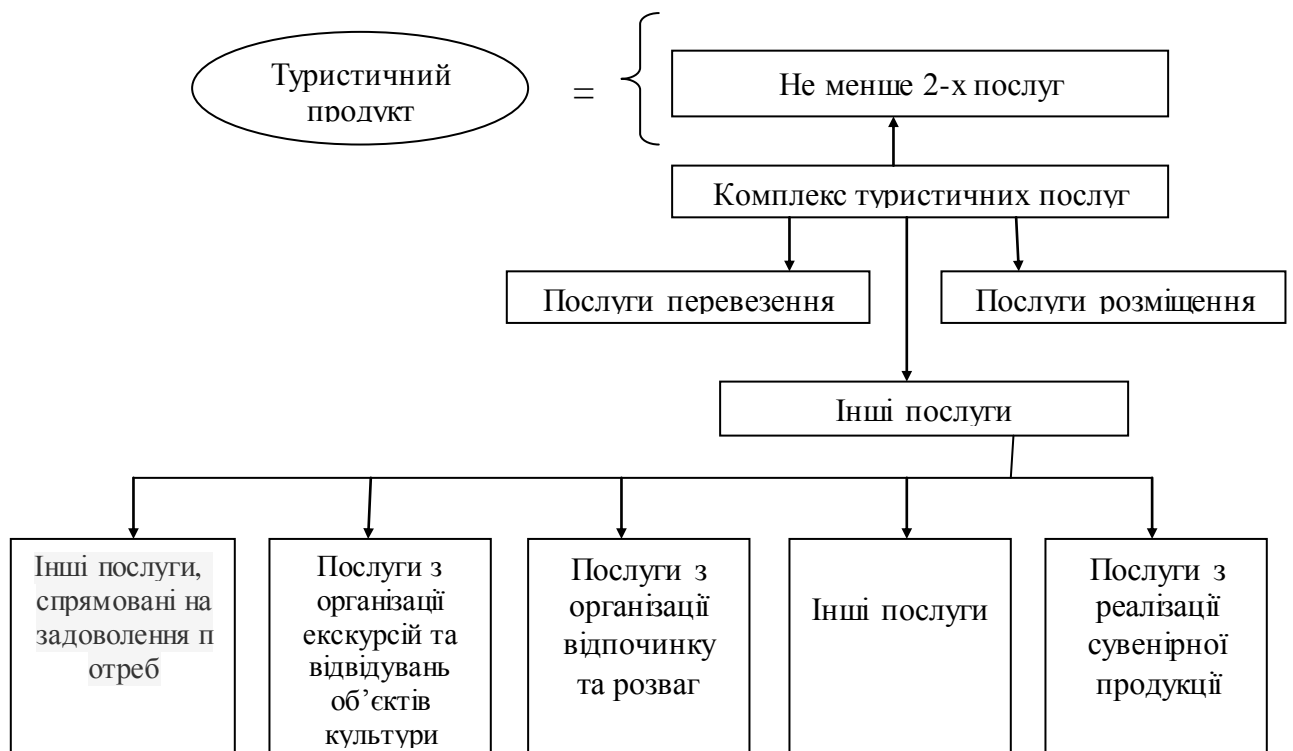 Туристичний
продукт
=
Не менше 2-х послуг
Комплекс туристичних послуг
Послуги перевезення
Послуги розміщення
Інші послуги
Інші послуги,
спрямовані на
задоволення п
отреб
Послуги з
організації
екскурсій та
відвідувань
об’єктів
культури
Послуги з
організації
відпочинку
та розваг
Інші послуги
Послуги з
реалізації
сувенірної
продукції